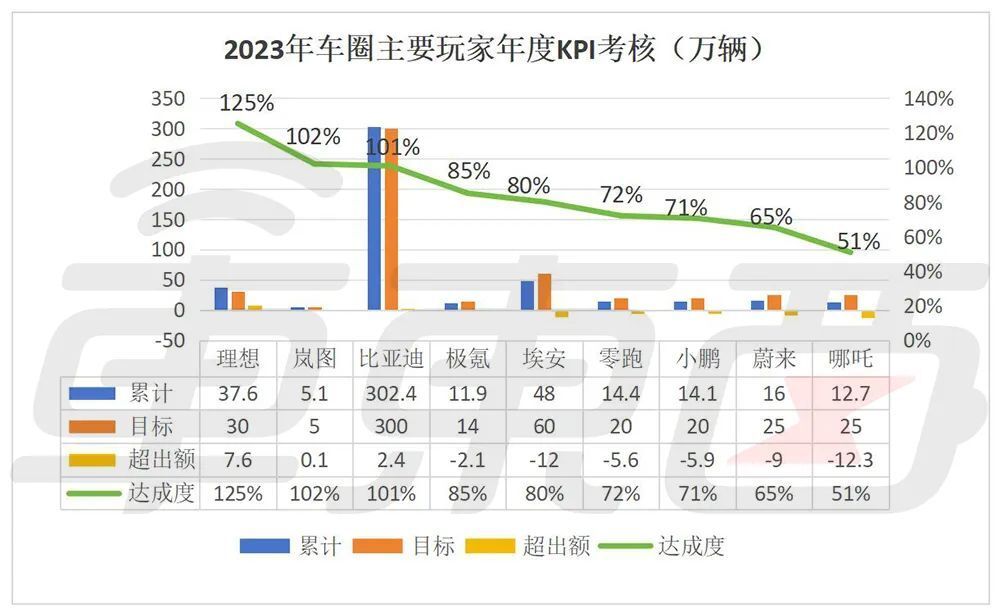 2023年车圈主要玩家年度KPI考核（万辆）
350 125% 140%
300 102% 101% 120%
250 85% 80% 100%
200 72% 71% 80%
150 65% 60%
100 51% 40%
50 20%
0 0%
-50
理想 岚图 比亚迪 极氪 埃安 零跑 小鹏 蔚来 哪吒
累计 37.6 5.1 302.4 11.9 48 14.4 14.1 16 12.7
目标 30 5 300 14 60 20 20 25 25
超出额 7.6 0.1 2.4 -2.1 -12 -5.6 -5.9 -9 -12.3
达成度 125% 102% 101% 85% 80% 72% 71% 65% 51%
累计 目标 超出额 达成度
车东西